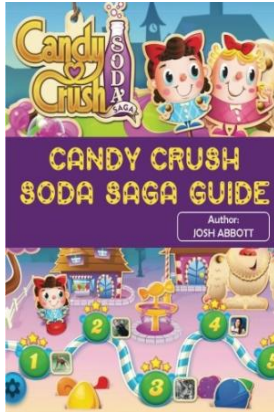 Candy
Crush
SODA
SAGA
CANDY CRUSH
SODA SAGA GUIDE
Author:
JOSH ABBOTT
1
2
3
4
5